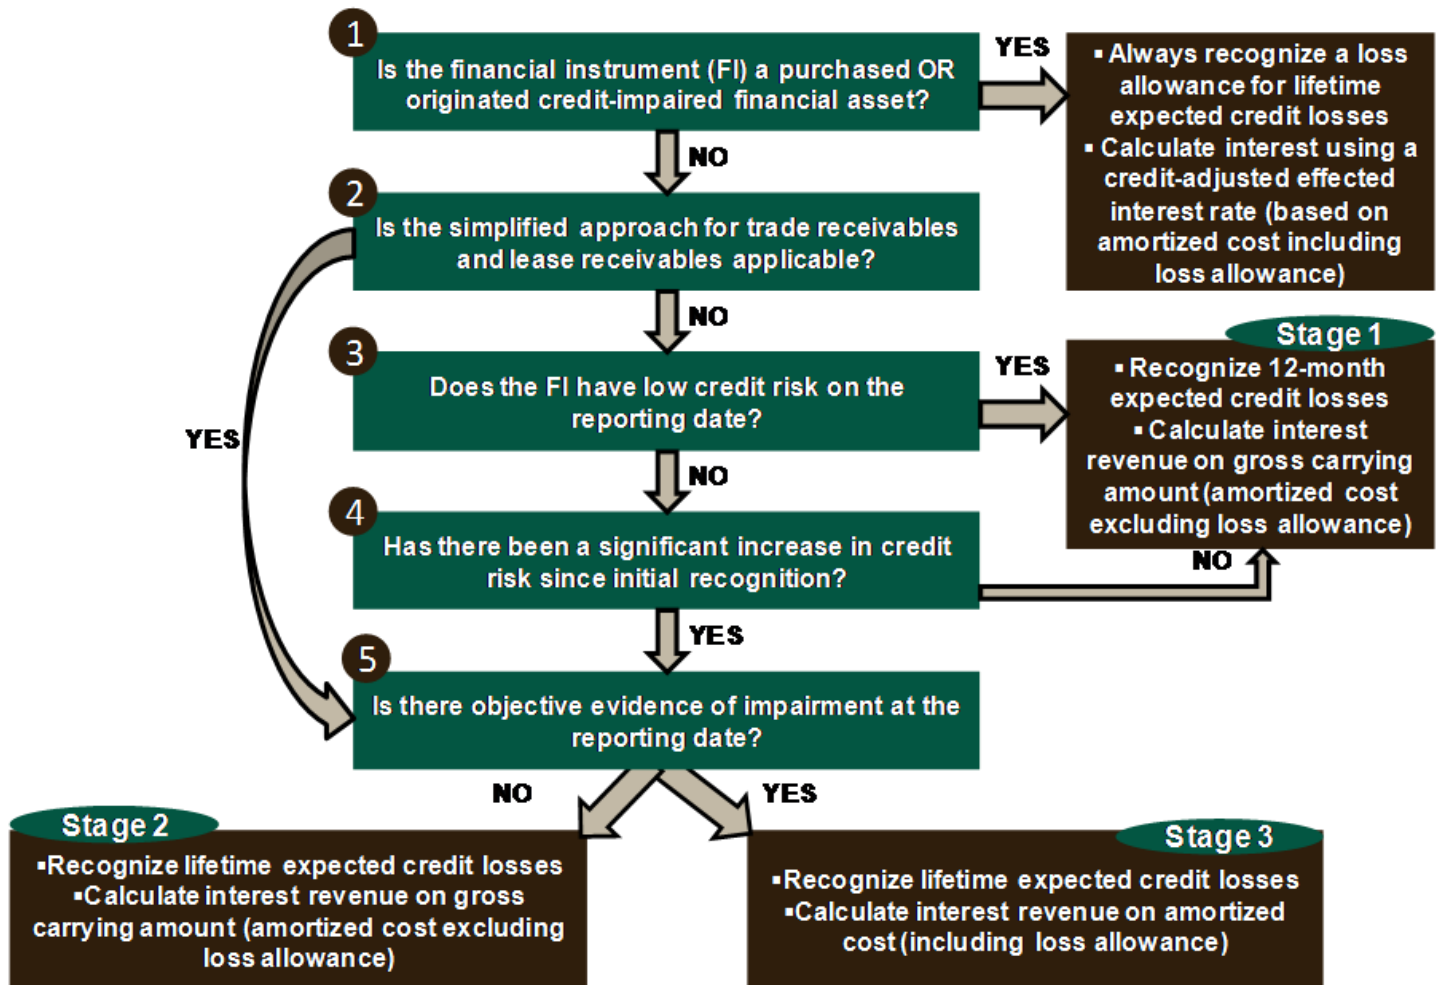 1
Is the financial instrument (FI) a purchased OR
originated credit-impaired financial asset?
YES
▪ Always recognize a loss
allowance for lifetime
expected credit losses
▪ Calculate interest using a
credit-adjusted effected
interest rate (based on
amortized cost including
loss allowance)
NO
2
Is the simplified approach for trade receivables
and lease receivables applicable?
YES
NO
3
Does the FI have low credit risk on the
reporting date?
YES
Stage 1
▪ Recognize 12-month
expected credit losses
▪ Calculate interest
revenue on gross carrying
amount (amortized cost
excluding loss allowance)
NO
4
Has there been a significant increase in credit
risk since initial recognition?
NO
YES
5
Is there objective evidence of impairment at the
reporting date?
NO
YES
Stage 2
▪Recognize lifetime expected credit losses
▪Calculate interest revenue on gross
carrying amount (amortized cost excluding
loss allowance)
Stage 3
▪Recognize lifetime expected credit losses
▪Calculate interest revenue on amortized
cost (including loss allowance)